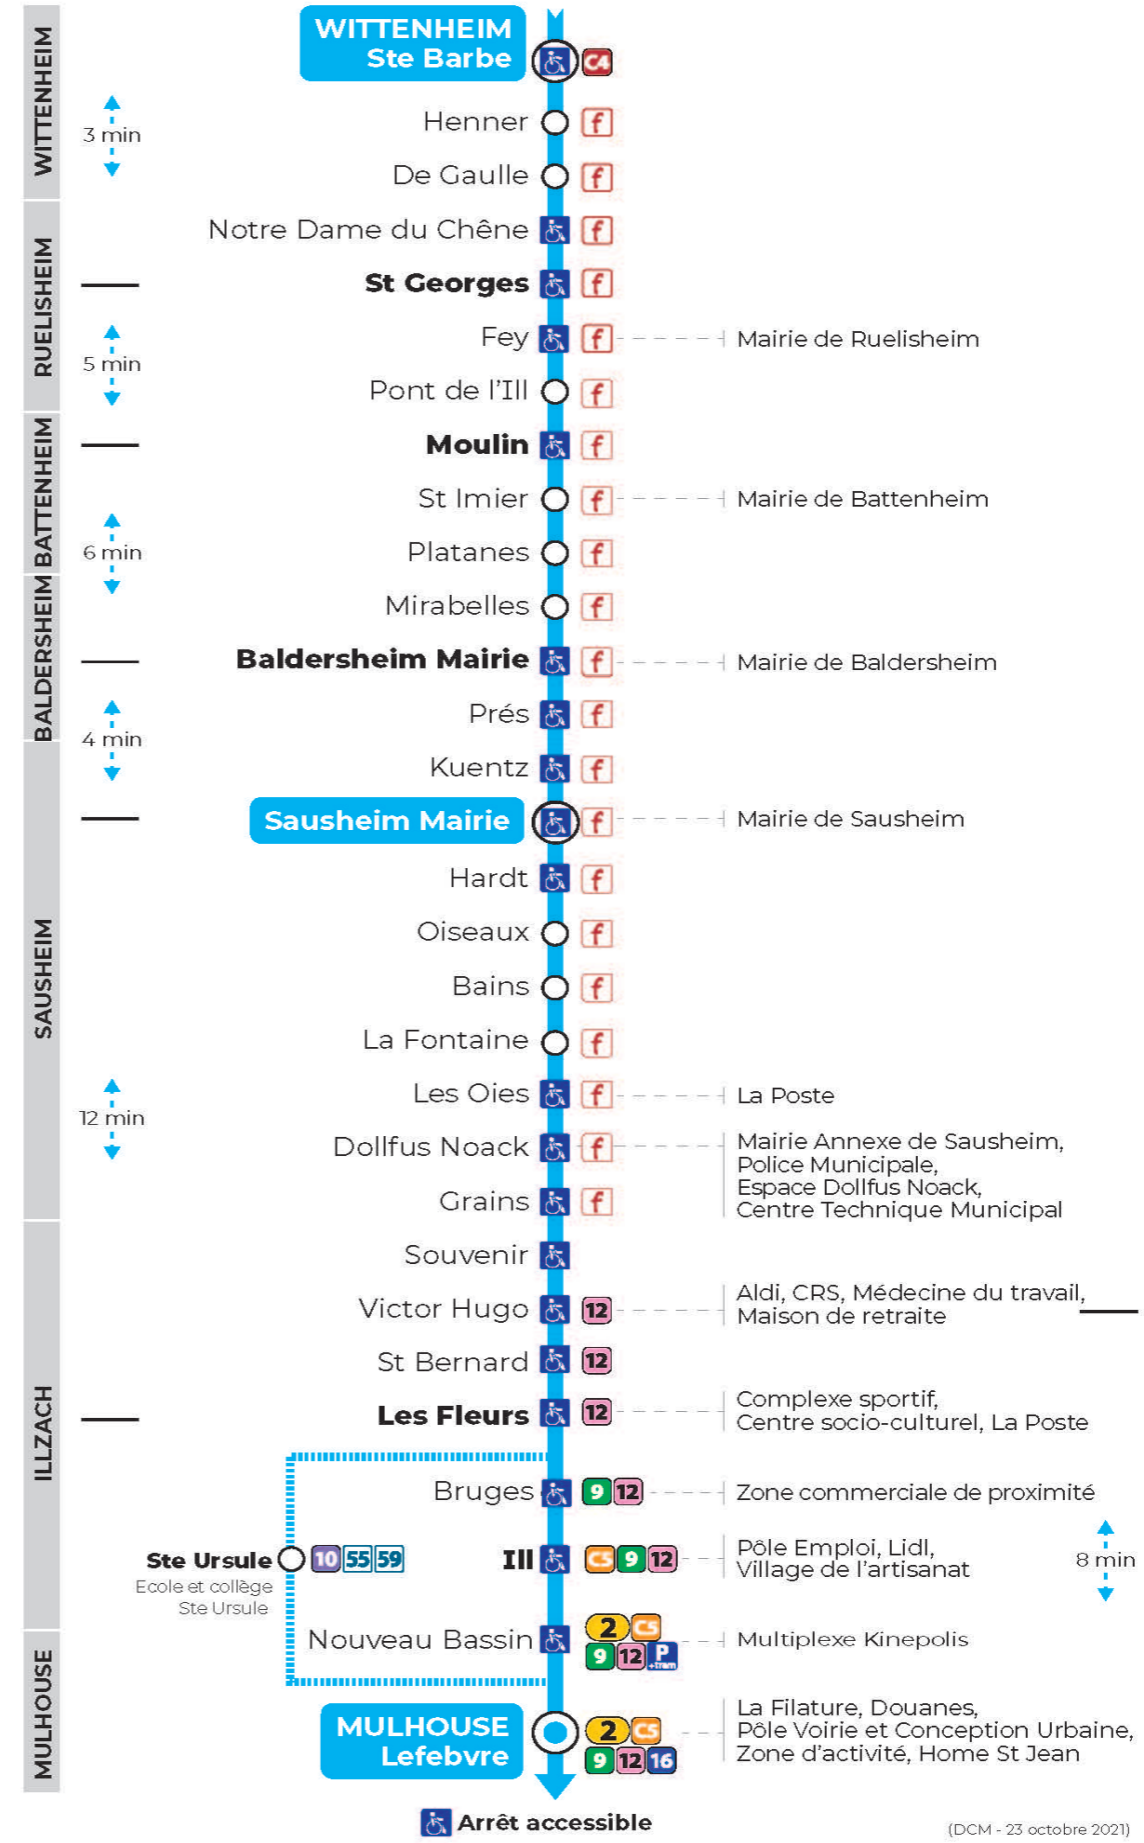 WITTENHEIM
WITTENHEIM
Ste Barbe
C4
3 min
Henner f
De Gaulle f
RUELISHEIM
Notre Dame du Chêne f
St Georges f
5 min
Fey f Mairie de Ruelisheim
Pont de l'Ill f
BATTENHEIM
Moulin f
St Imier f Mairie de Battenheim
6 min
Platanes f
BALDERSHEIM
Mirabelles f
Baldersheim Mairie f Mairie de Baldersheim
4 min
Prés f
Kuentz f
SAUSHEIM
Sausheim Mairie f Mairie de Sausheim
Hardt f
Oiseaux f
Bains f
La Fontaine f
12 min
Les Oies f La Poste
Dollfus Noack f
Mairie Annexe de Sausheim,
Police Municipale,
Espace Dollfus Noack,
Centre Technique Municipal
Grains f
ILLZACH
Souvenir
Victor Hugo 12
Aldi, CRS, Médecine du travail,
Maison de retraite
St Bernard 12
Les Fleurs 12
Complexe sportif,
Centre socio-culturel, La Poste
Bruges 9 12 Zone commerciale de proximité
Ste Ursule 10 55 59
Ecole et collège
Ste Ursule
Ill C5 9 12
Pôle Emploi, Lidl,
Village de l'artisanat
8 min
MULHOUSE
Nouveau Bassin 2 C5
9 12 P
+tram
Multiplexe Kinepolis
MULHOUSE
Lefebvre
2 C5
9 12 16
La Filature, Douanes,
Pôle Voirie et Conception Urbaine,
Zone d'activité, Home St Jean
Arrêt accessible
(DCM - 23 octobre 2021)